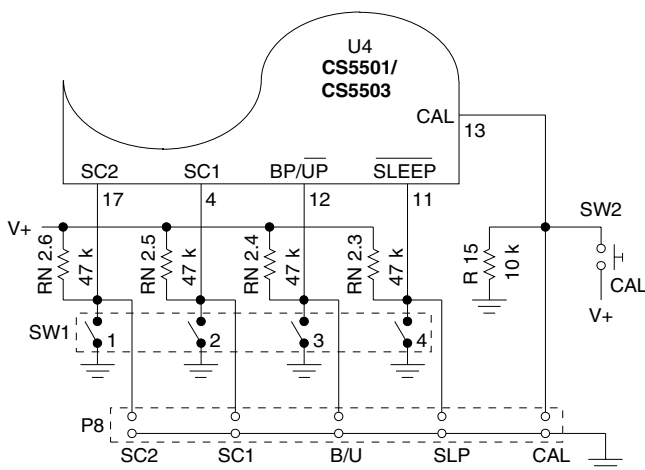 U4
CS5501/
CS5503
CAL
13
SC2 SC1 BP/UP SLEEP
17 4 12 11
V+
SW2
RN 2.6 47 k RN 2.5 47 k RN 2.4 47 k RN 2.3 47 k
R 15 10 k
CAL
V+
SW1 1 2 3 4
P8
SC2 SC1 B/U SLP CAL